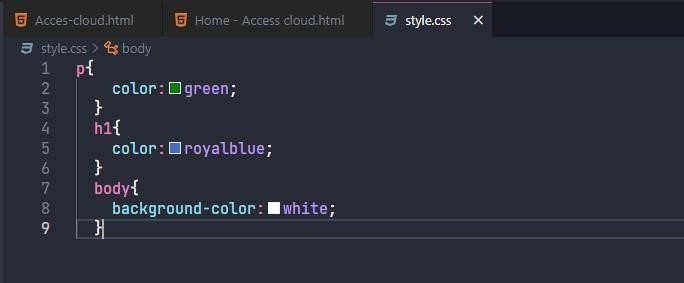 Acces-cloud.html
Home - Access cloud.html
style.css ×
style.css > body
1 p{
2 color: green;
3 }
4 h1{
5 color: royalblue;
6 }
7 body{
8 background-color: white;
9 }